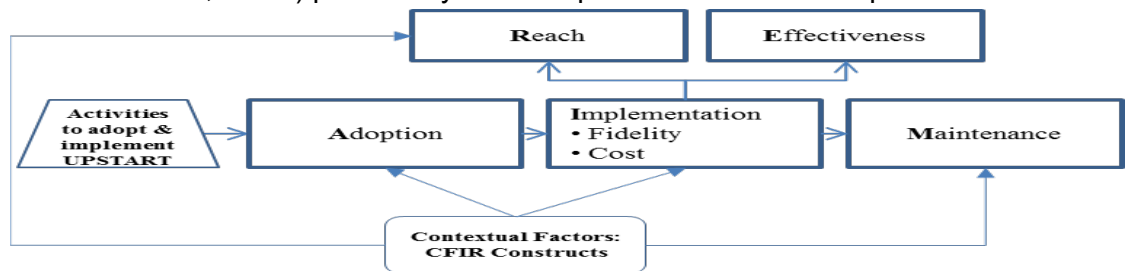 Reach
Effectiveness
Activities
to adopt &
implement
UPSTART
Adoption
Implementation
• Fidelity
• Cost
Maintenance
Contextual Factors:
CFIR Constructs